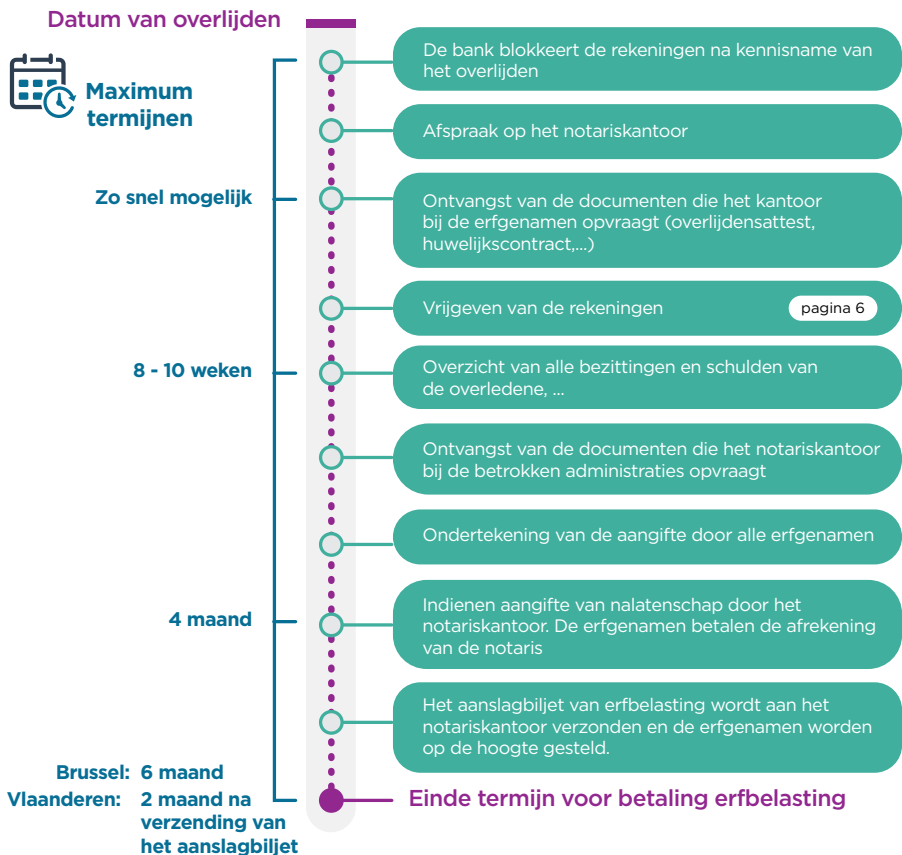 Datum van overlijden
De bank blokkeert de rekeningen na kennisname van
het overlijden
Maximum
termijnen
Afspraak op het notariskantoor
Zo snel mogelijk
Ontvangst van de documenten die het kantoor
bij de erfgenamen opvraagt (overlijdensattest,
huwelijkscontract,...)
Vrijgeven van de rekeningen
pagina 6
8 - 10 weken
Overzicht van alle bezittingen en schulden van
de overledene, ...
Ontvangst van de documenten die het notariskantoor
bij de betrokken administraties opvraagt
Ondertekening van de aangifte door alle erfgenamen
4 maand
Indienen aangifte van nalatenschap door het
notariskantoor. De erfgenamen betalen de afrekening
van de notaris
Het aanslagbiljet van erfbelasting wordt aan het
notariskantoor verzonden en de erfgenamen worden
op de hoogte gesteld.
Brussel: 6 maand
Vlaanderen: 2 maand na
verzending van
het aanslagbiljet
Einde termijn voor betaling erfbelasting